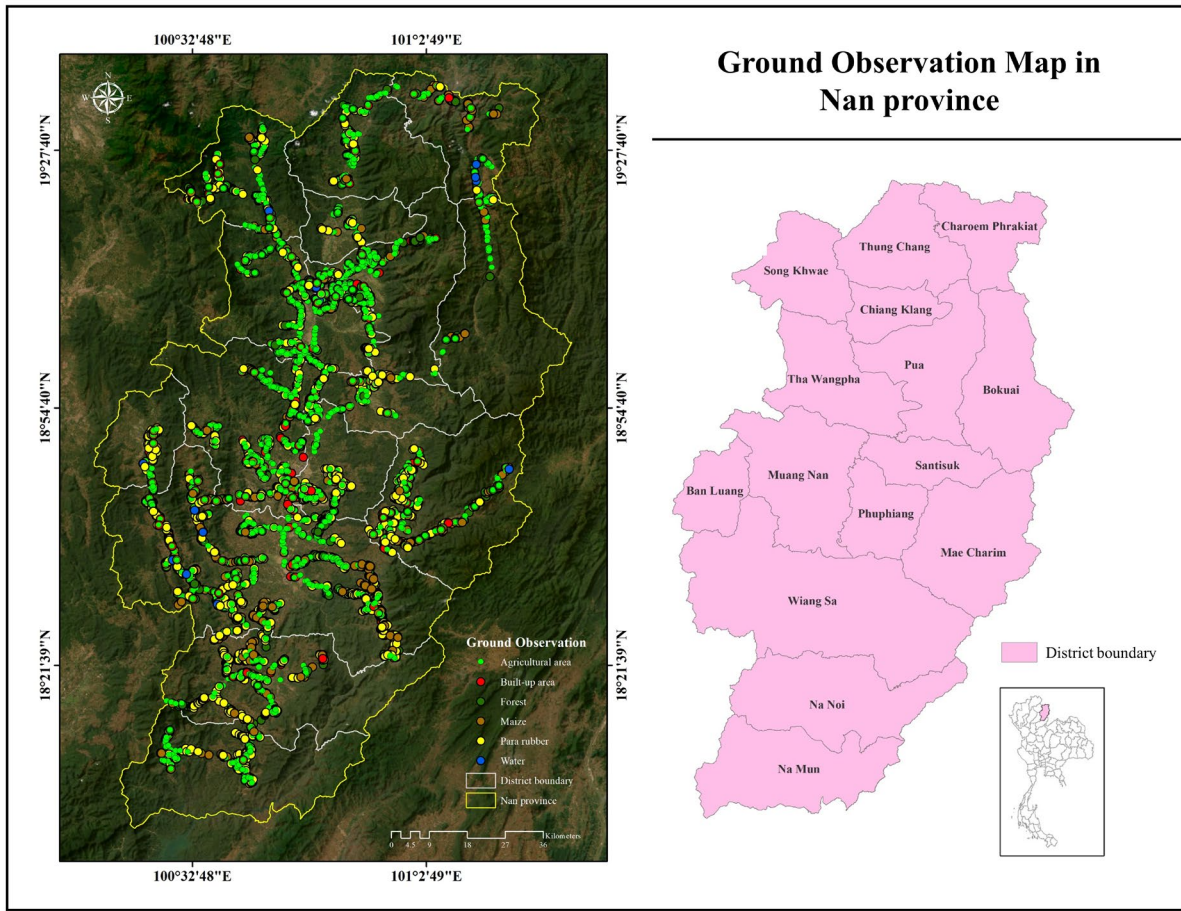 Ground Observation Map in
Nan province
100°32'48"E
101°2'49"E
19°27'40"N
18°54'40"N
18°21'39"N
19°27'40"N
18°54'40"N
18°21'39"N
N
W
E
S
Ground Observation
Agricultural area
Built-up area
Forest
Maize
Para rubber
Water
District boundary
Nan province
Kilometers
0 4.5 9 18 27 36
100°32'48"E
101°2'49"E
Charoem Phrakiat
Thung Chang
Song Khwae
Chiang Klang
Pua
Tha Wangpha
Bokuai
Santisuk
Muang Nan
Ban Luang
Phuphiang
Mae Charim
Wiang Sa
District boundary
Na Noi
Na Mun